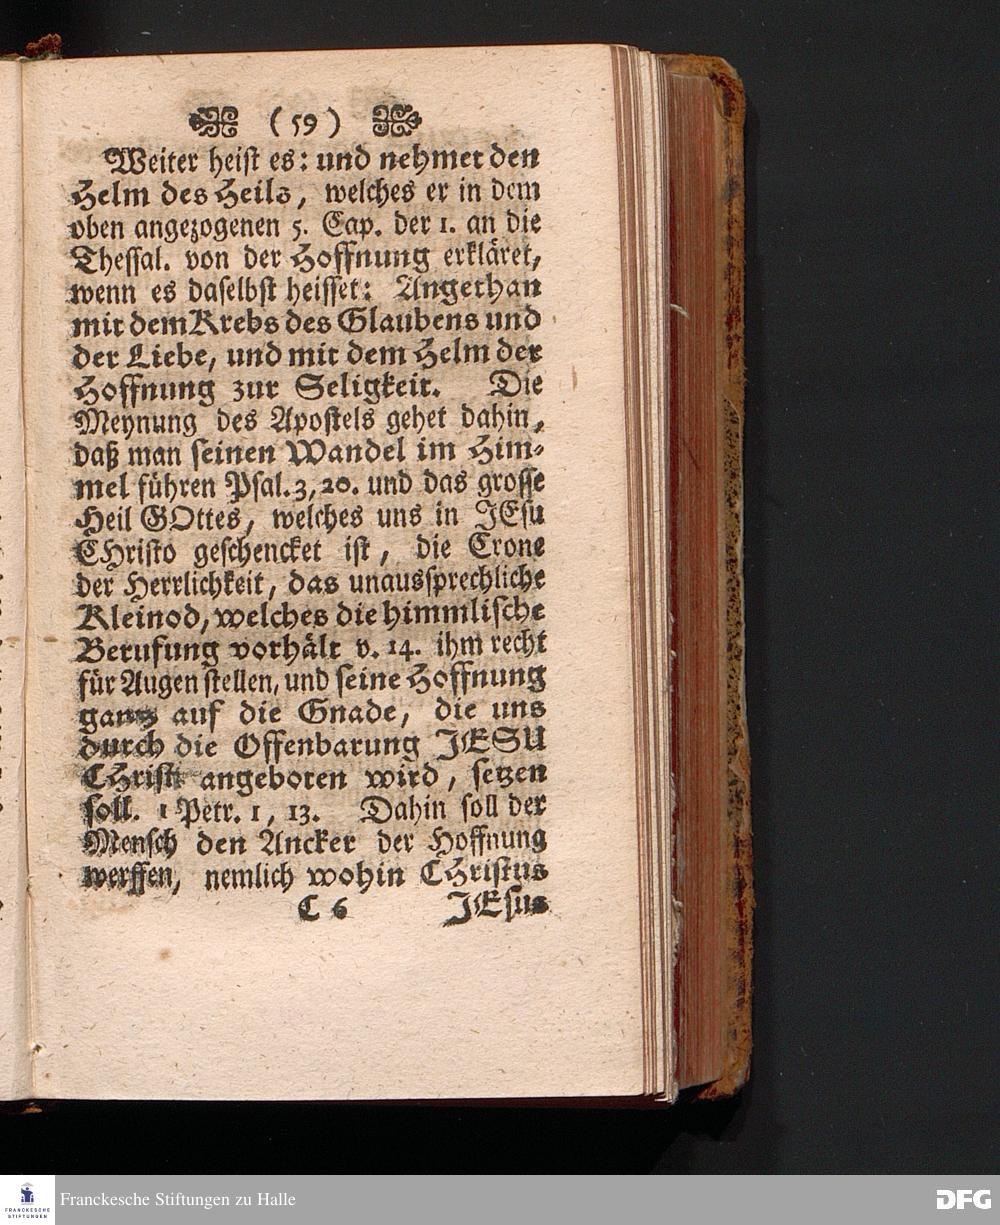 ( 59 )
Weiter heist es: und nehmet den
Helm des Heils, welches er in dem
oben angezogenen 5. Cap. der 1. an die
Thessal. von der Hoffnung erkläret,
wenn es daselbst heisset: Angethan
mit dem Krebs des Glaubens und
der Liebe, und mit dem Helm der
Hoffnung zur Seligkeit. Die
Meynung des Apostels gehet dahin,
daß man seinen Wandel im Him-
mel führen Psal. 3, 20. und das grosse
Heil GOttes, welches uns in JEsu
CHristo geschencket ist, die Crone
der Herrlichkeit, das unaussprechliche
Kleinod, welches die himmlische
Berufung vorhält v. 14. ihm recht
für Augen stellen, und seine Hoffnung
gantz auf die Gnade, die uns
durch die Offenbarung JESU
CHristi angeboten wird, setzen
soll. 1 Petr. 1, 13. Dahin soll der
Mensch den Ancker der Hoffnung
werffen, nemlich wohin CHristus
C 6 JEsus
FRANCKESCHE
STIFTUNGEN
Franckesche Stiftungen zu Halle
DFG